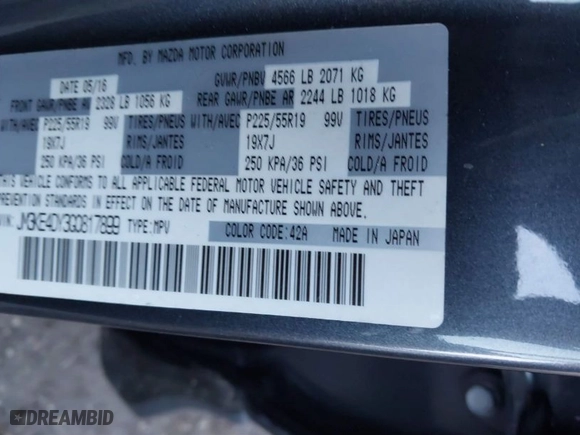 MFD. BY MAZDA MOTOR CORPORATION
DATE 05/16 GVWR/PNBV 4566 LB 2071 KG
FRONT GAWR/PNBE AV 2328 LB 1056 KG REAR GAWR/PNBE AR 2244 LB 1018 KG
WITH/AVEC P225/55R19 99V TIRES/PNEUS WITH/AVEC P225/55R19 99V TIRES/PNEUS
19X7J RIMS/JANTES 19X7J RIMS/JANTES
250 KPA/36 PSI COLD/A FROID 250 KPA/36 PSI COLD/A FROID
THIS VEHICLE CONFORMS TO ALL APPLICABLE FEDERAL MOTOR VEHICLE SAFETY AND THEFT
PREVENTION STANDARDS IN EFFECT ON THE DATE OF MANUFACTURE SHOWN ABOVE.
JM3KE4DY3G0817899 TYPE: MPV COLOR CODE: 42A MADE IN JAPAN
DREAMBID